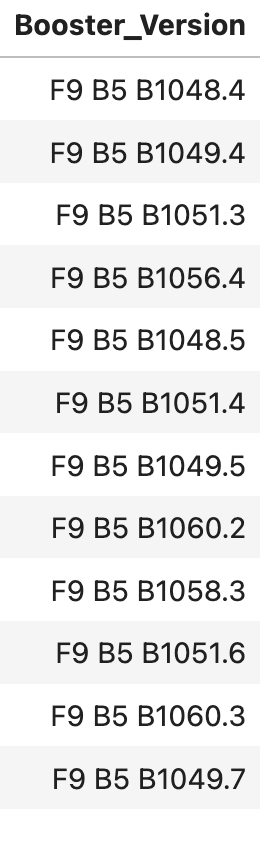 Booster_Version
F9 B5 B1048.4
F9 B5 B1049.4
F9 B5 B1051.3
F9 B5 B1056.4
F9 B5 B1048.5
F9 B5 B1051.4
F9 B5 B1049.5
F9 B5 B1060.2
F9 B5 B1058.3
F9 B5 B1051.6
F9 B5 B1060.3
F9 B5 B1049.7